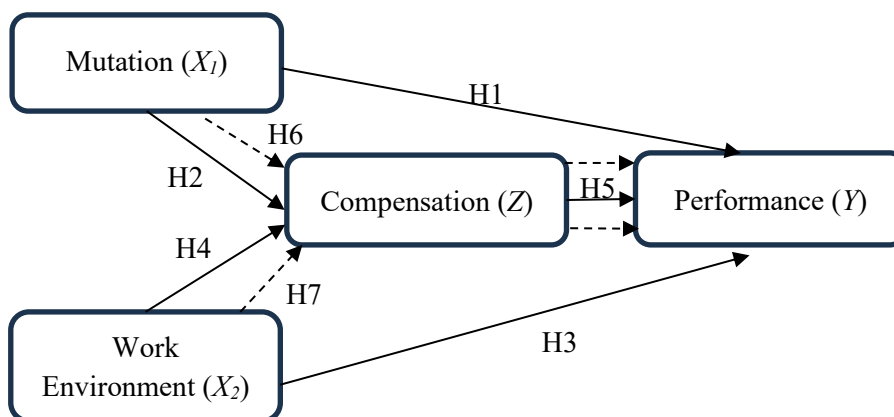 Mutation (X1)
H1
H6
H2
Compensation (Z)
H5
Performance (Y)
H4
H7
H3
Work
Environment (X2)